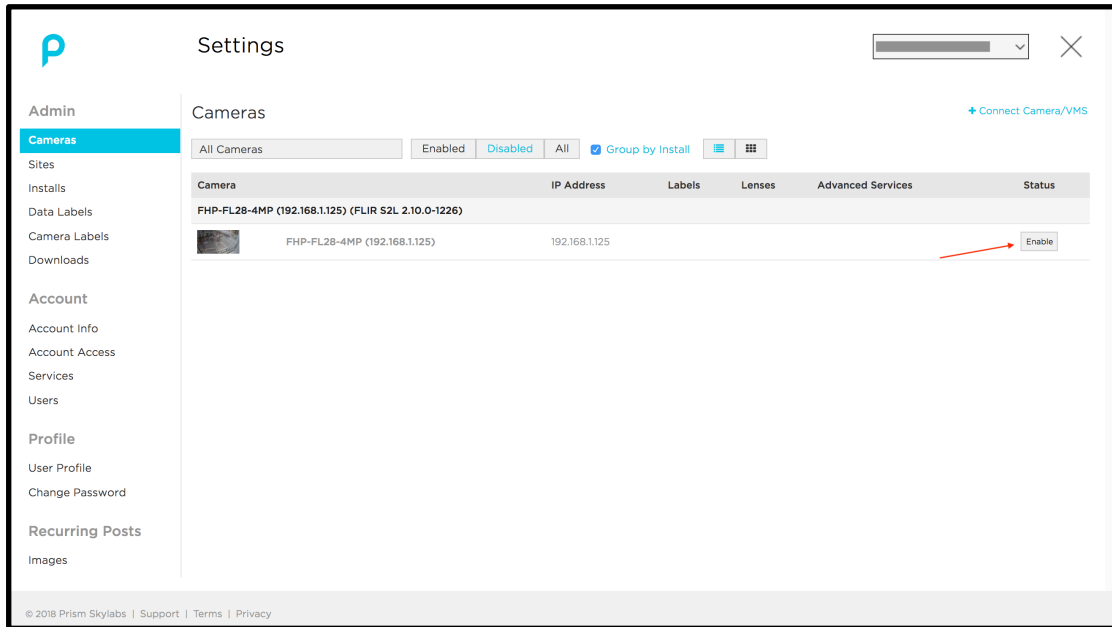 Settings
Admin
Cameras
Sites
Installs
Data Labels
Camera Labels
Downloads
Account
Account Info
Account Access
Services
Users
Profile
User Profile
Change Password
Recurring Posts
Images
Cameras
+ Connect Camera/VMS
All Cameras Enabled Disabled All Group by Install
Camera IP Address Labels Lenses Advanced Services Status
FHP-FL28-4MP (192.168.1.125) (FLIR S2L 2.10.0-1226)
FHP-FL28-4MP (192.168.1.125) 192.168.1.125 Enable
© 2018 Prism Skylabs | Support | Terms | Privacy